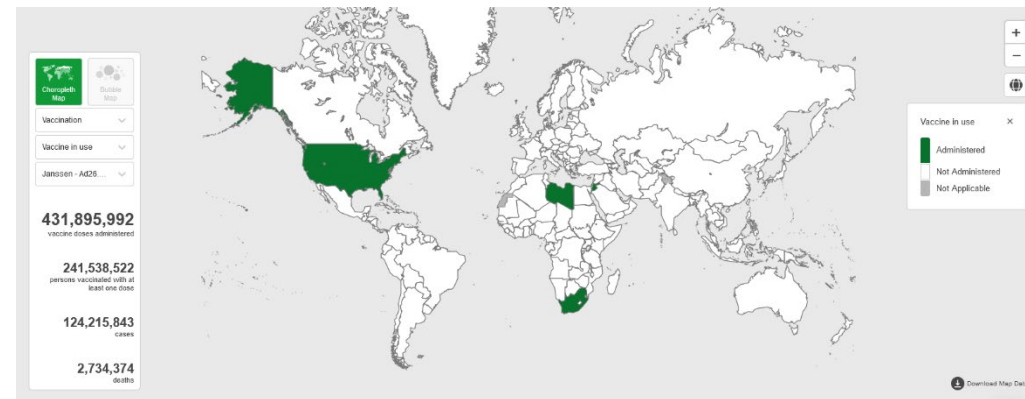 Choropleth
Map
Bubble
Map
Vaccination
Vaccine in use
Janssen - Ad26....
431,895,992
vaccine doses administered
241,538,522
persons vaccinated with at
least one dose
124,215,843
cases
2,734,374
deaths
+
−
Vaccine in use ×
Administered
Not Administered
Not Applicable
Download Map Dat